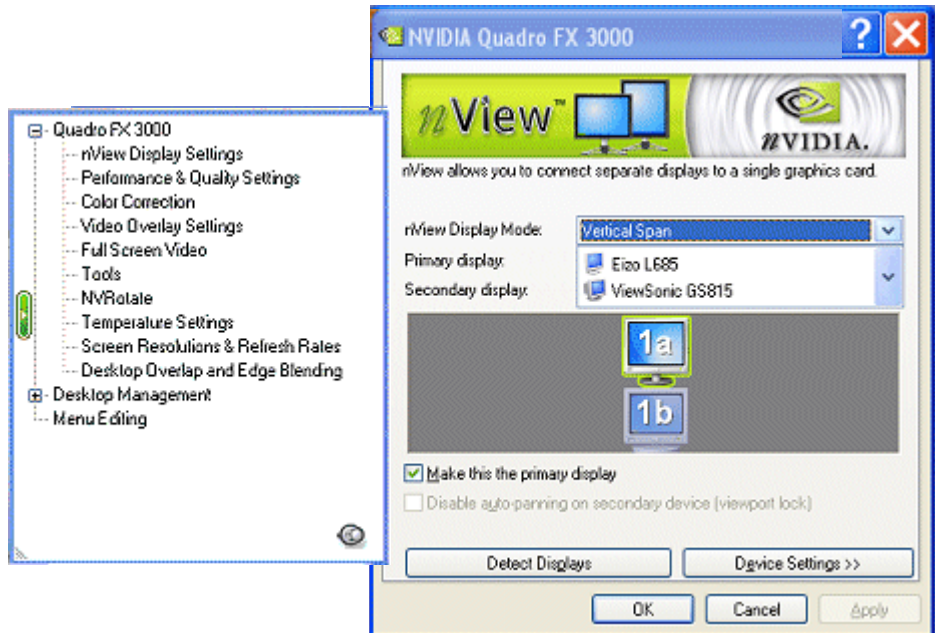 Quadro FX 3000
nView Display Settings
Performance & Quality Settings
Color Correction
Video Overlay Settings
Full Screen Video
Tools
NVRotate
Temperature Settings
Screen Resolutions & Refresh Rates
Desktop Overlap and Edge Blending
Desktop Management
Menu Editing
NVIDIA Quadro FX 3000
nView™
nVIDIA.
nView allows you to connect separate displays to a single graphics card.
nView Display Mode: Vertical Span
Primary display: Eizo L685
Secondary display: ViewSonic GS815
1a
1b
Make this the primary display
Disable auto-panning on secondary device (viewport lock)
Detect Displays Device Settings >>
OK Cancel Apply